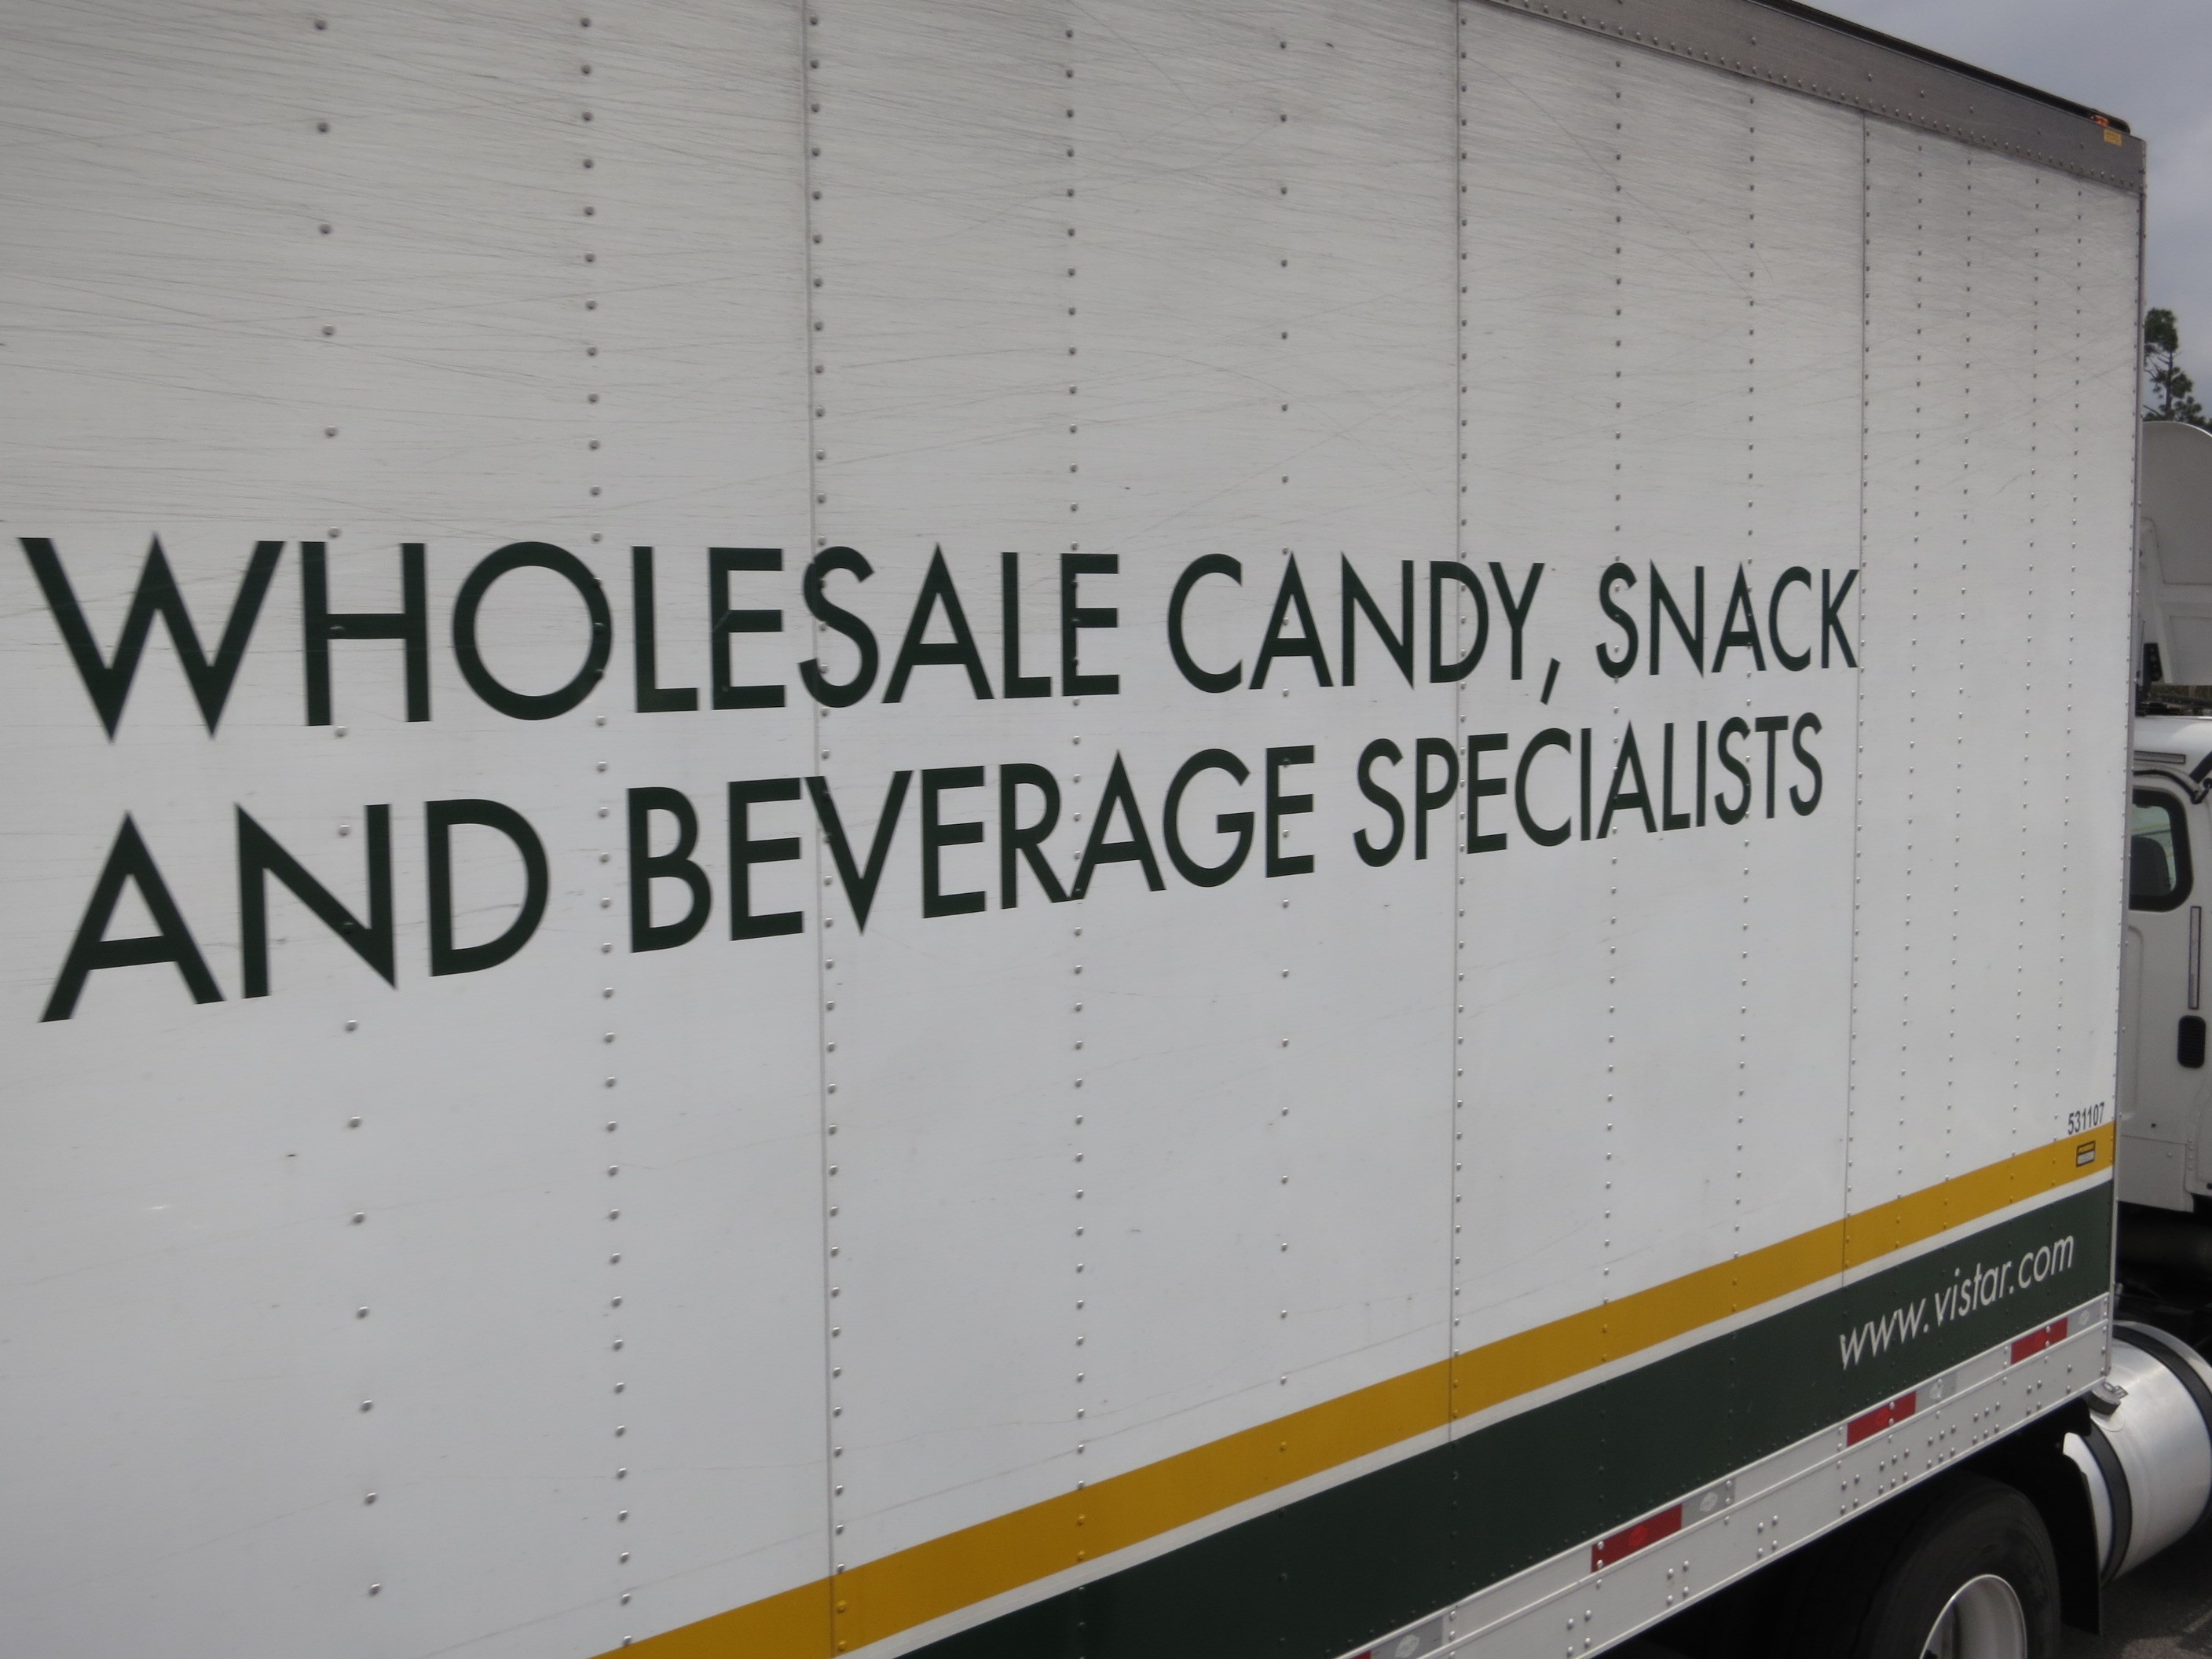 WHOLESALE CANDY, SNACK
AND BEVERAGE SPECIALISTS
531107
www.vistar.com